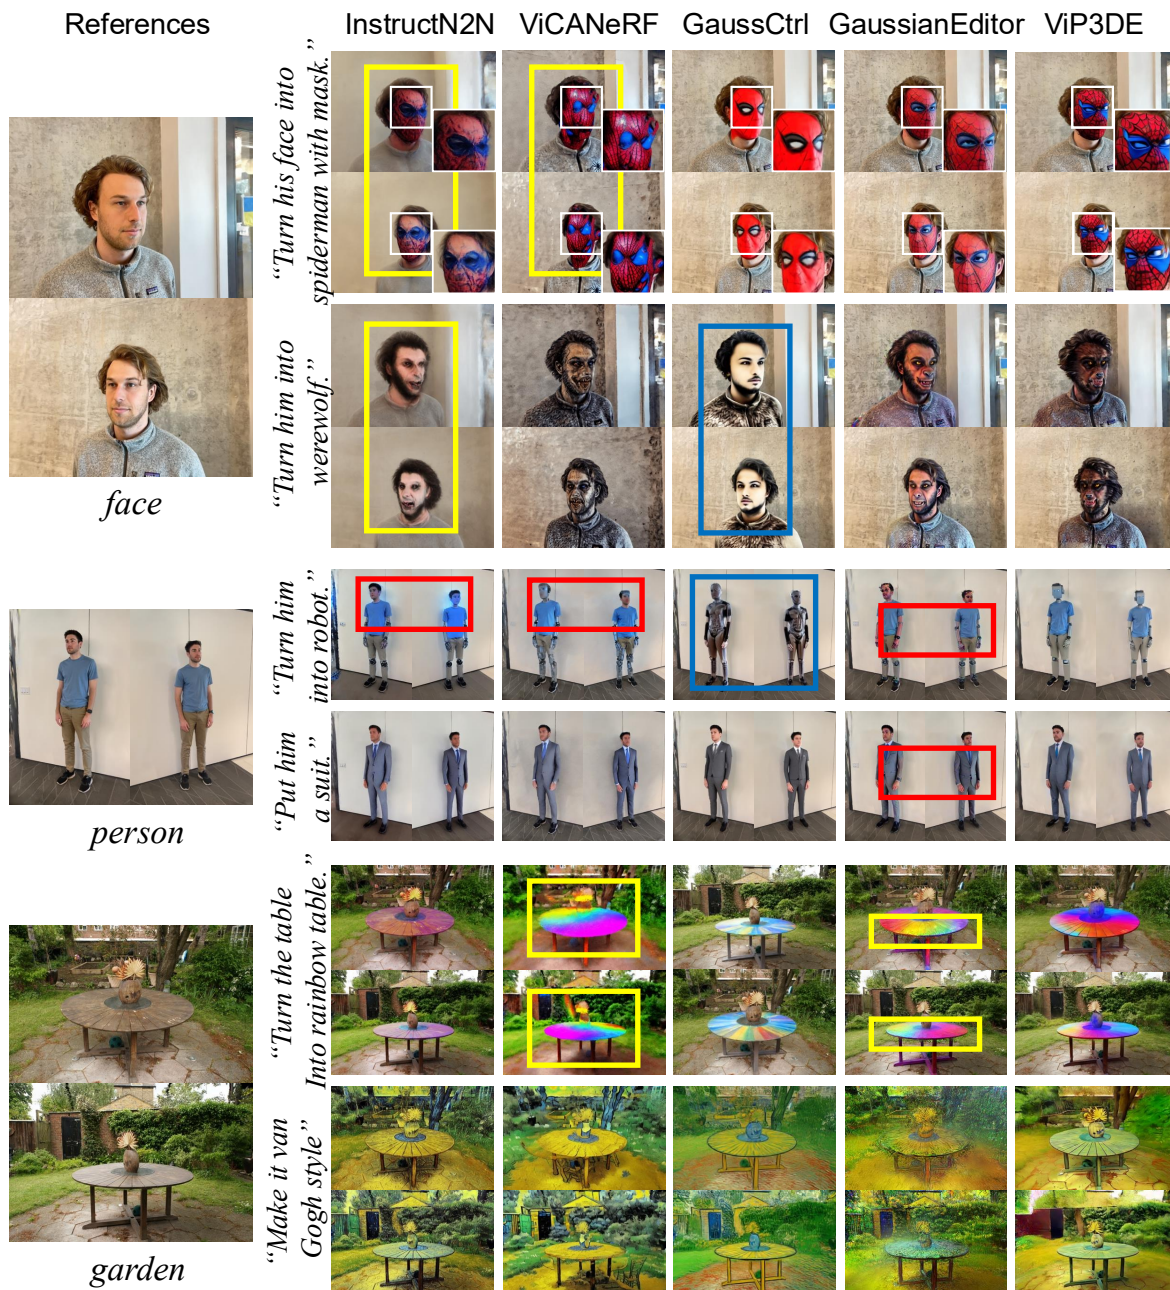 References
InstructN2N
ViCANeRF
GaussCtrl
GaussianEditor
ViP3DE
“Turn his face into
spiderman with mask.”
“Turn him into
werewolf.”
face
“Turn him
into robot.”
“Put him
a suit.”
person
“Turn the table
Into rainbow table.”
“Make it van
Gogh style”
garden